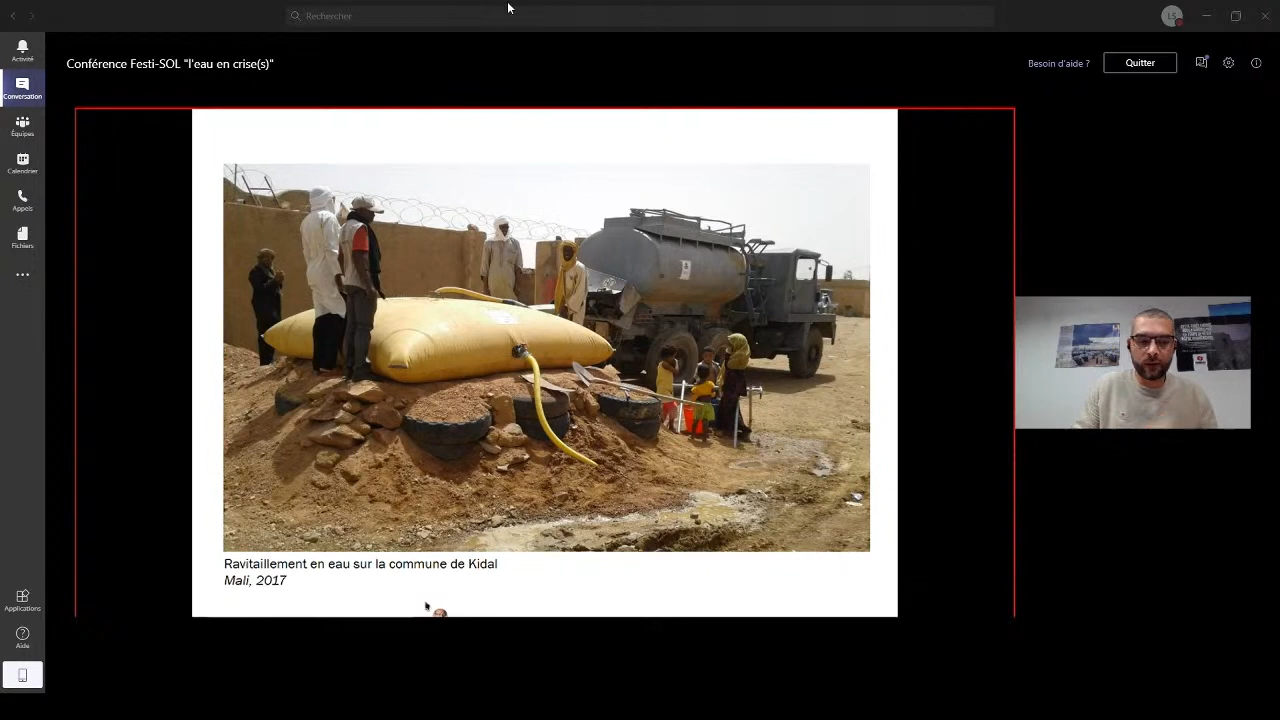 Rechercher
LS
Activité
Conférence Festi-SOL "l'eau en crise(s)"
Besoin d'aide ?
Quitter
Conversation
Équipes
Calendrier
Appels
Fichiers
Ravitaillement en eau sur la commune de Kidal
Mali, 2017
Applications
Aide